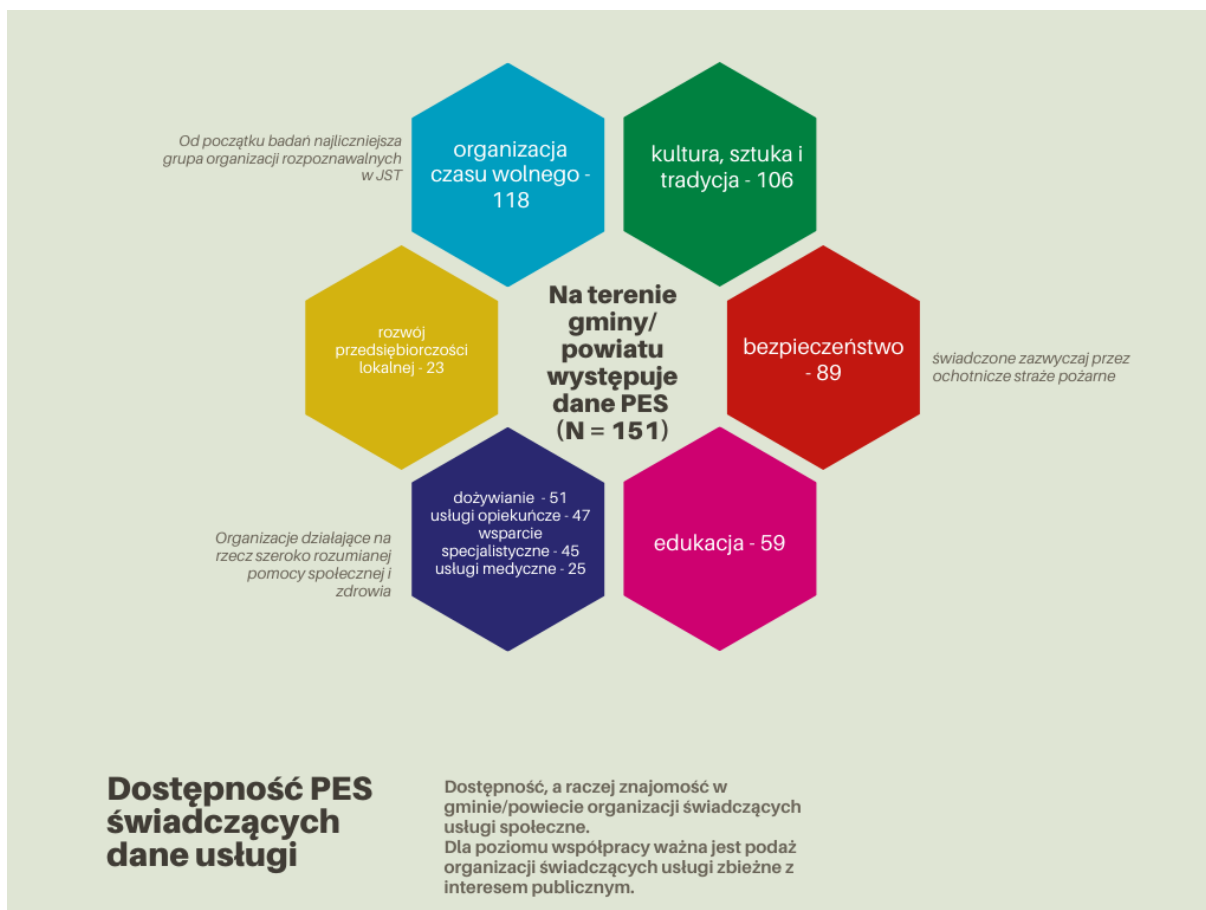 Od początku badań najliczniejsza
grupa organizacji rozpoznawalnych
w JST
organizacja
czasu wolnego -
118
kultura, sztuka i
tradycja - 106
rozwój
przedsiębiorczości
lokalnej - 23
Na terenie
gminy/
powiatu
występuje
dane PES
(N = 151)
bezpieczeństwo
- 89
świadczone zazwyczaj przez
ochotnicze straże pożarne
Organizacje działające na
rzecz szeroko rozumianej
pomocy społecznej i
zdrowia
dożywianie - 51
usługi opiekuńcze - 47
wsparcie
specjalistyczne - 45
usługi medyczne - 25
edukacja - 59
Dostępność PES
świadczących
dane usługi
Dostępność, a raczej znajomość w
gminie/powiecie organizacji świadczących
usługi społeczne.
Dla poziomu współpracy ważna jest podaż
organizacji świadczących usługi zbieżne z
interesem publicznym.